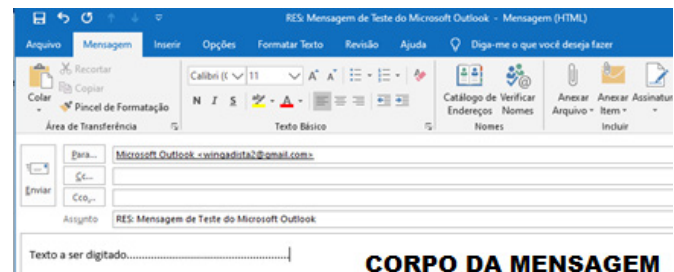 RES: Mensagem de Teste do Microsoft Outlook - Mensagem (HTML)
Arquivo Mensagem Inserir Opções Formatar Texto Revisão Ajuda Diga-me o que você deseja fazer
Recortar
Copiar
Pincel de Formatação
Colar
Calibri (C 11
N I S
Catálogo de Endereços
Verificar Nomes
Anexar Arquivo
Anexar Item
Assinatur
Área de Transferência Texto Básico Nomes Incluir
Para... Microsoft Outlook <wingadista2@gmail.com>
Cc...
Enviar
Cco...
Assunto RES: Mensagem de Teste do Microsoft Outlook
Texto a ser digitado......................................................
CORPO DA MENSAGEM